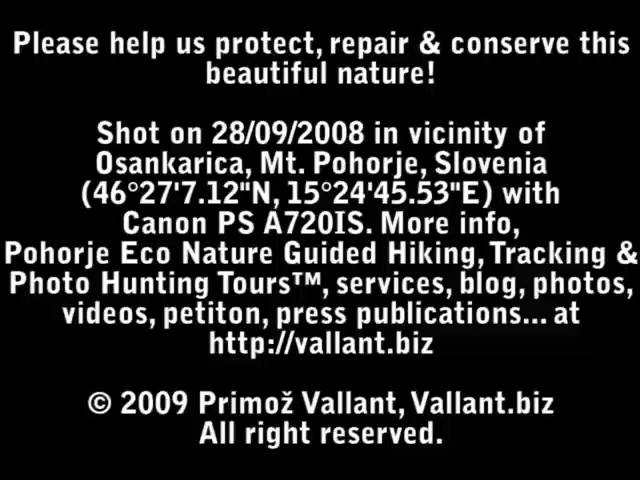 Please help us protect, repair & conserve this
beautiful nature!
Shot on 28/09/2008 in vicinity of
Osankarica, Mt. Pohorje, Slovenia
(46°27'7.12"N, 15°24'45.53"E) with
Canon PS A720IS. More info,
Pohorje Eco Nature Guided Hiking, Tracking &
Photo Hunting Tours™, services, blog, photos,
videos, petiton, press publications... at
http://vallant.biz
© 2009 Primož Vallant, Vallant.biz
All right reserved.